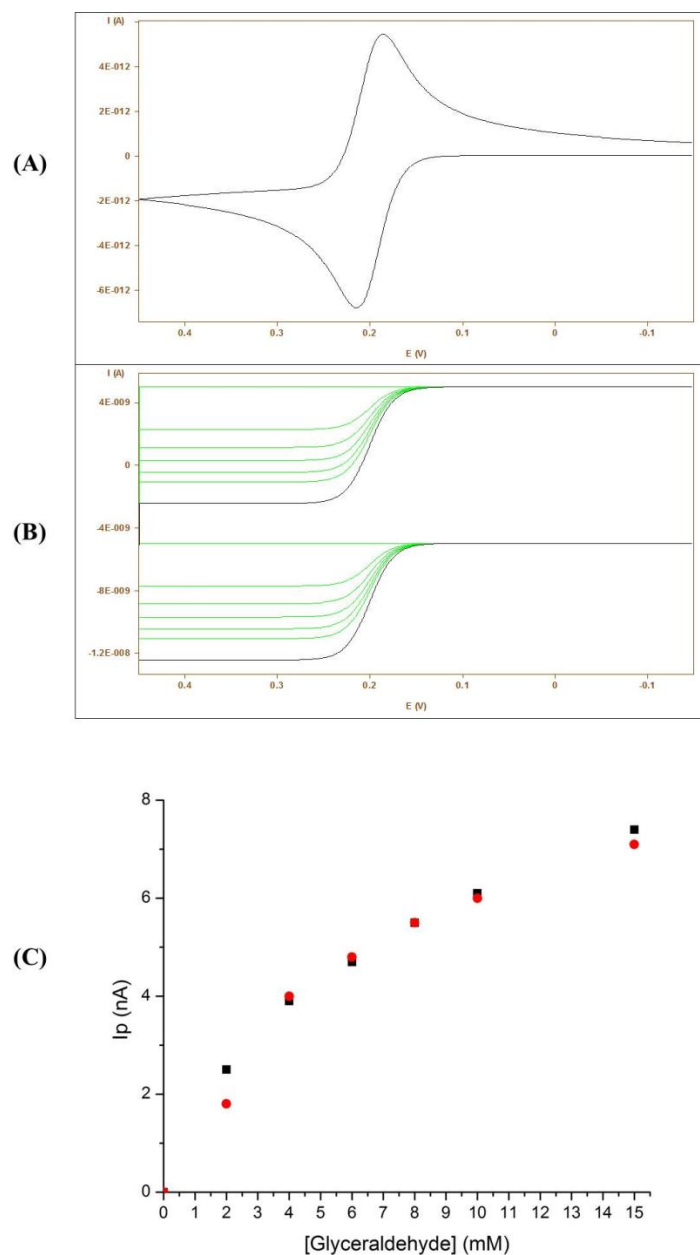 (A)
I (A)
4E-012
2E-012
0
-2E-012
-4E-012
-6E-012
0.4 0.3 0.2 0.1 0 -0.1
E (V)
(B)
I (A)
4E-009
0
-4E-009
-8E-009
-1.2E-008
0.4 0.3 0.2 0.1 0 -0.1
E (V)
(C)
Ip (nA)
8
6
4
2
0
0 1 2 3 4 5 6 7 8 9 10 11 12 13 14 15
[Glyceraldehyde] (mM)